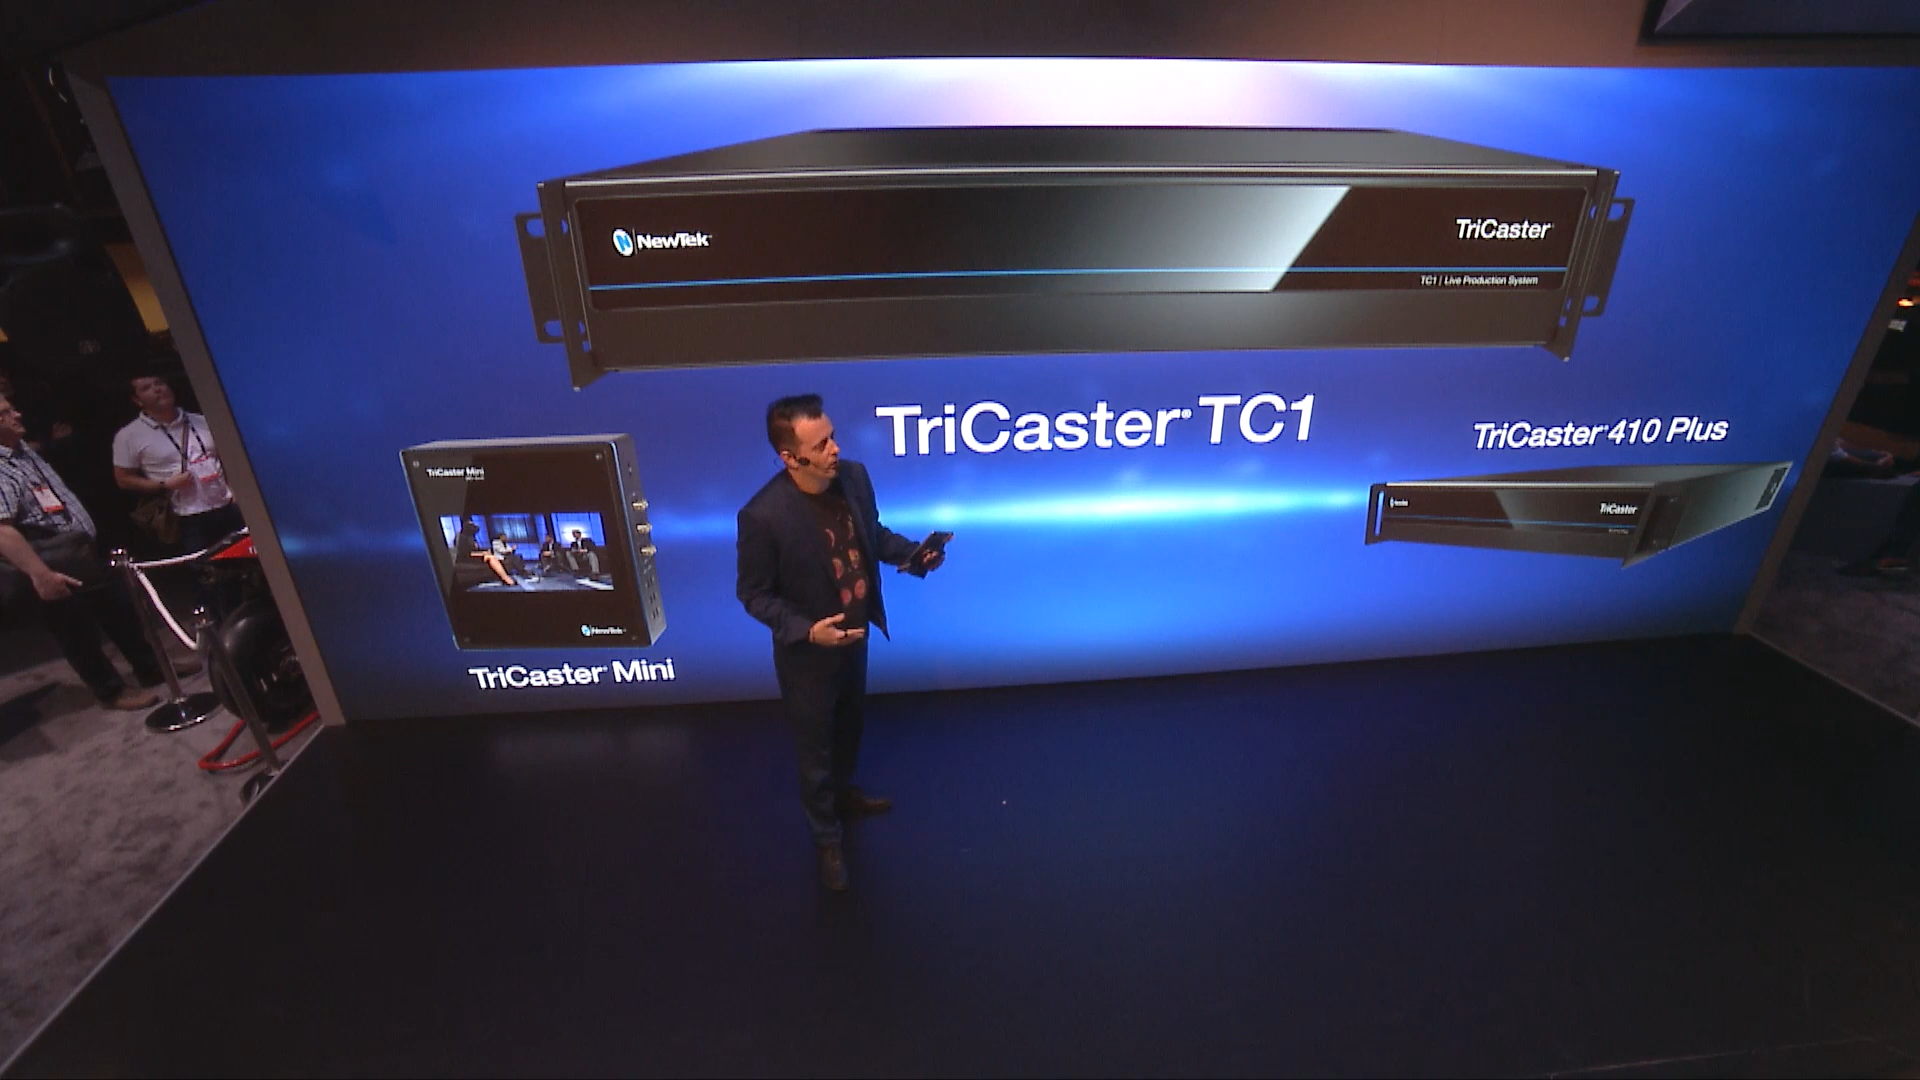 NewTek
TriCaster
TC1 | Live Production System
TriCaster® TC1
TriCaster® 410 Plus
TriCaster
TriCaster Mini
NewTek
TriCaster® Mini